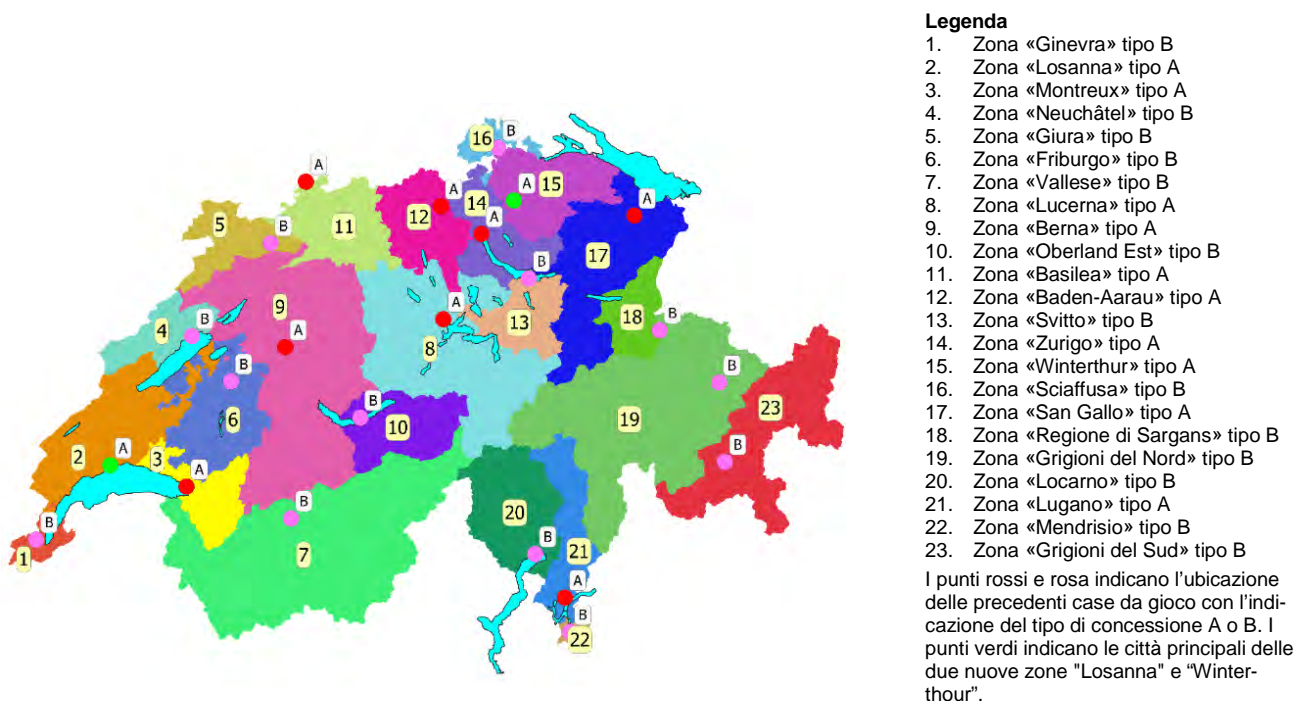 Legenda
1. Zona «Ginevra» tipo B
2. Zona «Losanna» tipo A
3. Zona «Montreux» tipo A
4. Zona «Neuchâtel» tipo B
5. Zona «Giura» tipo B
6. Zona «Friburgo» tipo B
7. Zona «Vallese» tipo B
8. Zona «Lucerna» tipo A
9. Zona «Berna» tipo A
10. Zona «Oberland Est» tipo B
11. Zona «Basilea» tipo A
12. Zona «Baden-Aarau» tipo A
13. Zona «Svitto» tipo B
14. Zona «Zurigo» tipo A
15. Zona «Winterthur» tipo A
16. Zona «Sciaffusa» tipo B
17. Zona «San Gallo» tipo A
18. Zona «Regione di Sargans» tipo B
19. Zona «Grigioni del Nord» tipo B
20. Zona «Locarno» tipo B
21. Zona «Lugano» tipo A
22. Zona «Mendrisio» tipo B
23. Zona «Grigioni del Sud» tipo B
I punti rossi e rosa indicano l'ubicazione
delle precedenti case da gioco con l'indi-
cazione del tipo di concessione A o B. I
punti verdi indicano le città principali delle
due nuove zone "Losanna" e “Winter-
thour”.
16 B
A
15
A
A
14
12
A
A
5
B
11
17
B
9
4
B
A
A
13
18
B
8
B
B
6
B
10
19
23
2
A
3
A
B
B
20
B
1
7
B
21
A
B
22